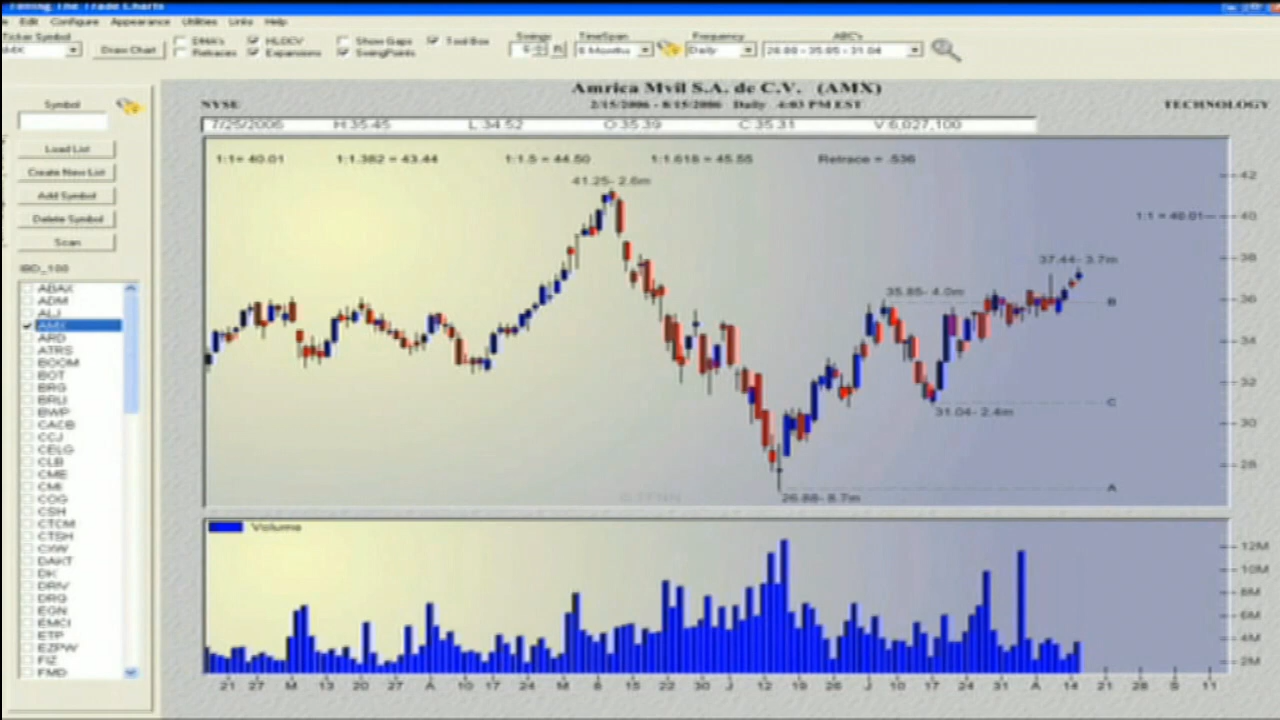 The Trade Charts
Edit Configure Appearance Utilities Links Help
Ticker Symbol
AMX
Draw Chart
DMA's
HLOCV
Show Gaps
Tool Box
Retraces
Expansions
SwingPoints
Swings
TimeSpan
6 Months
Frequency
Daily
ABC's
26.88 - 35.85 - 31.04
Symbol
Load List
Create New List
Add Symbol
Delete Symbol
Scan
IBD_100
ABAX
ADM
ALJ
AMX
ARD
ATRS
BOOM
BOT
BRG
BRLI
BWP
CACB
CCJ
CELG
CLB
CME
CMI
COG
CSH
CTCM
CTSH
CXW
DAKT
DK
DRIV
DRQ
EGN
EMCI
ETP
EZPW
FIZ
FMD
Amrica Mvil S.A. de C.V. (AMX)
NYSE
2/15/2006 - 8/15/2006 Daily 4:03 PM EST
TECHNOLOGY
7/25/2006 H:35.45 L:34.52 O:35.39 C:35.31 V:6,027,100
1:1= 40.01 1:1.382 = 43.44 1:1.5 = 44.50 1:1.618 = 45.55 Retrace = .536
41.25- 2.6m
1:1 = 40.01
37.44- 3.7m
35.85- 4.0m
B
C
31.04- 2.4m
A
26.88- 8.7m
42
40
38
36
34
32
30
28
Volume
12M
10M
8M
6M
4M
2M
21 27 M 13 20 27 A 10 17 24 M 8 15 22 30 J 12 19 26 J 10 17 24 31 A 14 21 28 S 11